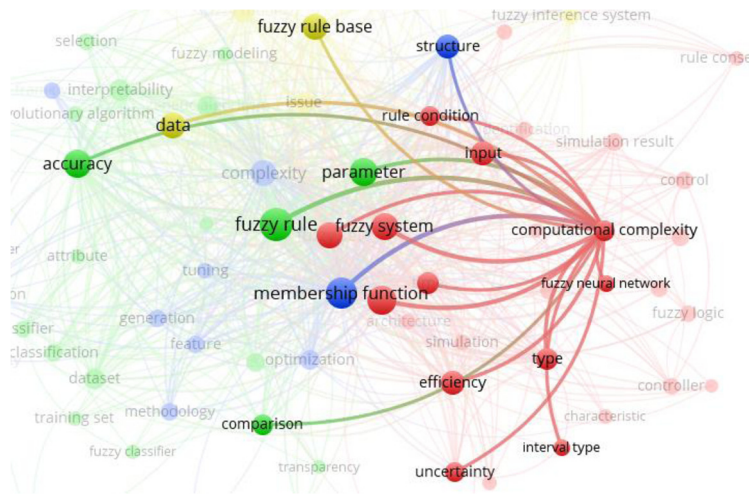 fuzzy inference system
fuzzy rule base
selection
structure
fuzzy modeling
rule
interpretability
volutionary algorithm
issue
rule condition
data
simulation result
input
accuracy
complexity
parameter
control
fuzzy rule
fuzzy system
computational complexity
attribute
tuning
fuzzy neural network
membership function
fuzzy logic
generation
architecture
feature
simulation
classification
optimization
type
dataset
efficiency
controller
methodology
training set
characteristic
comparison
fuzzy classifier
interval type
transparency
uncertainty